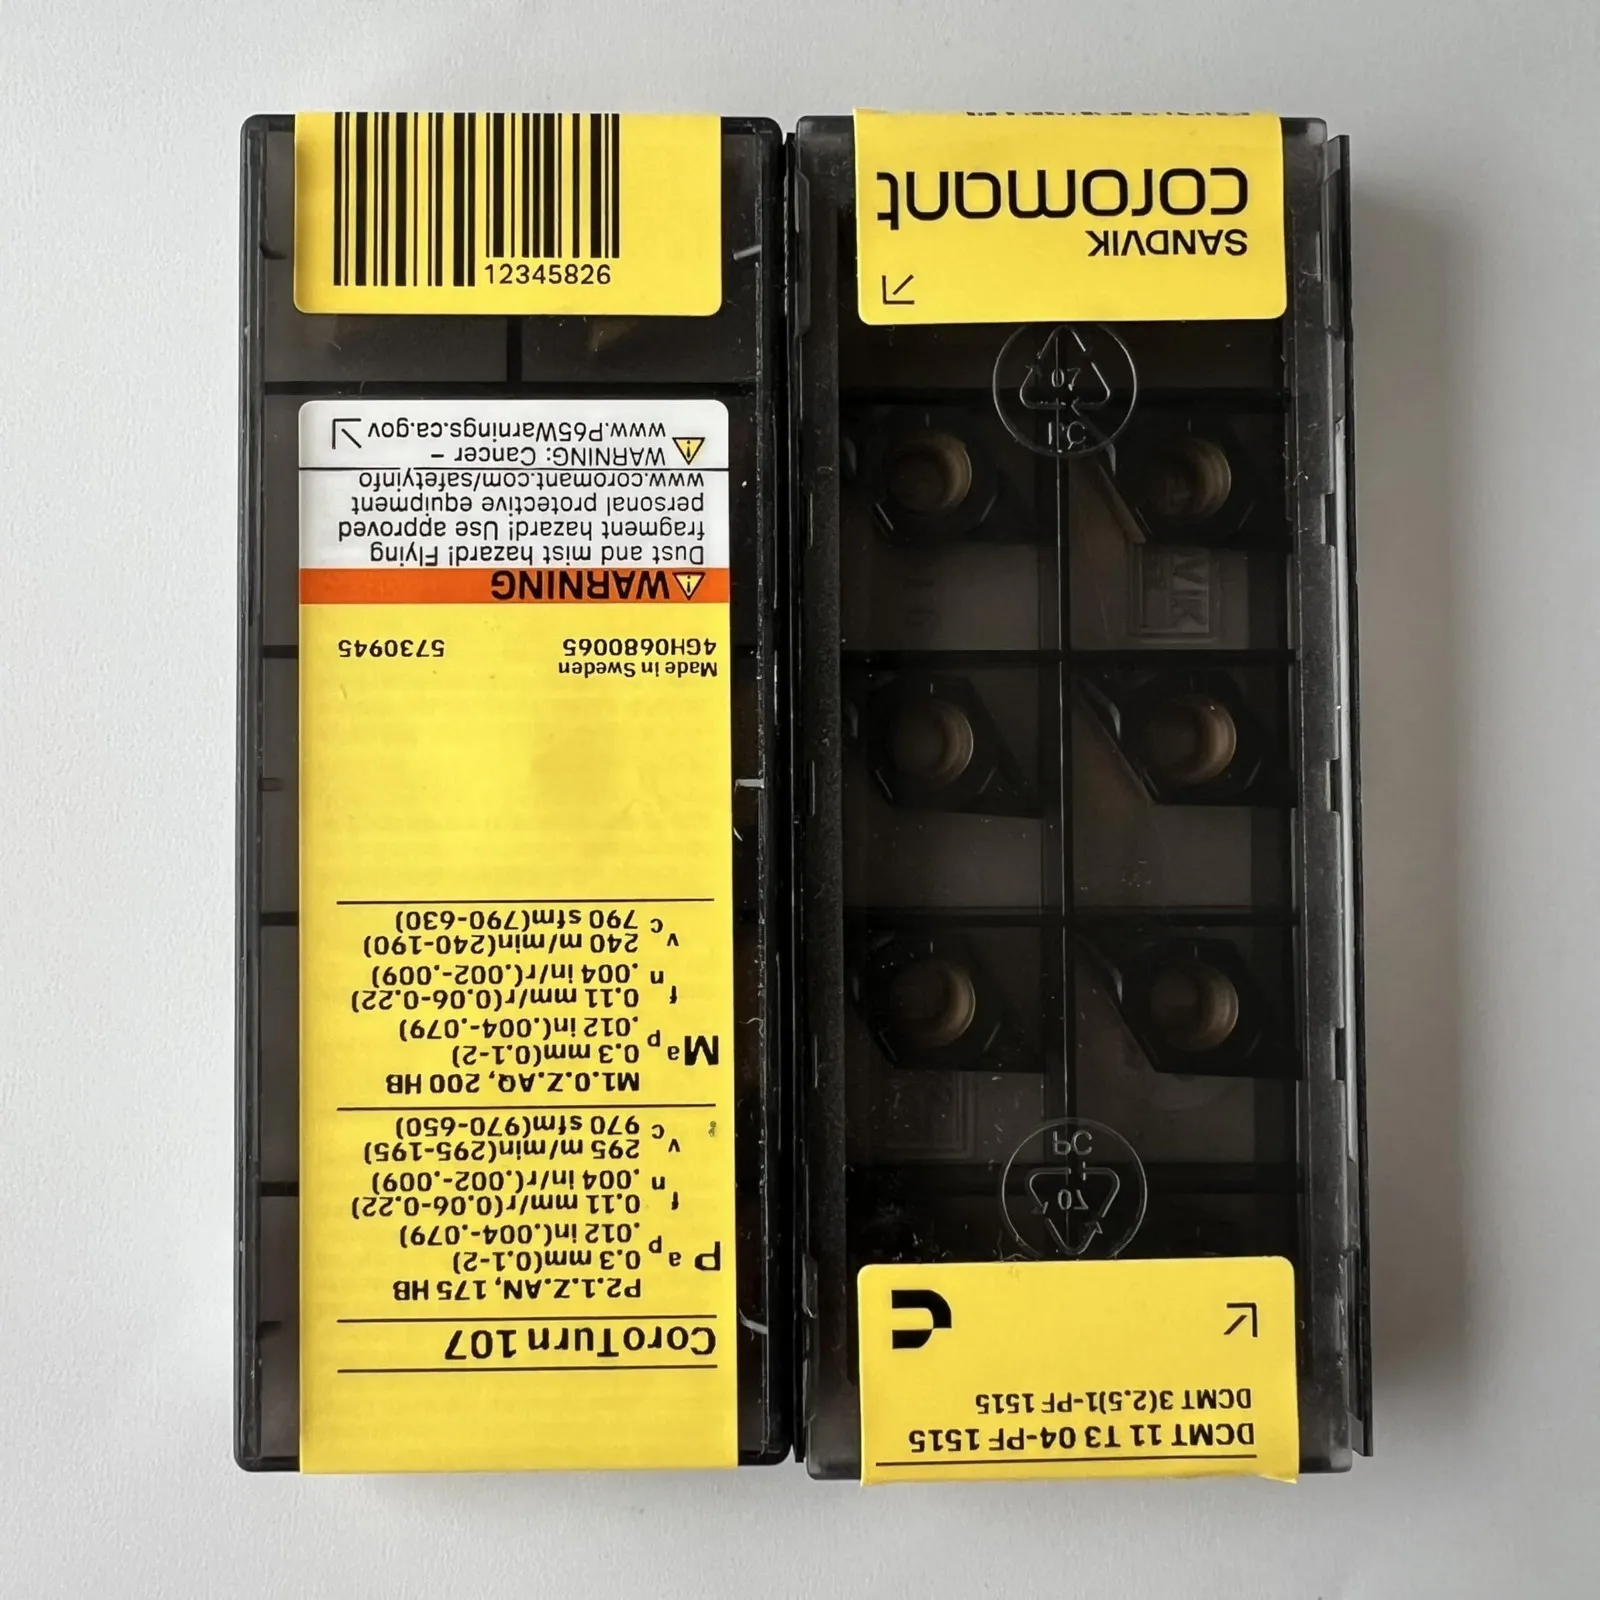 12345826
CoroTurn 107
P2.1.Z.AN, 175 HB
P ap 0.3 mm(0.1-2)
.012 in(.004-.079)
fn 0.11 mm/r(0.06-0.22)
.004 in/r(.002-.009)
vc 295 m/min(295-195)
970 sfm(970-650)
M1.0.Z.AQ, 200 HB
M ap 0.3 mm(0.1-2)
.012 in(.004-.079)
fn 0.11 mm/r(0.06-0.22)
.004 in/r(.002-.009)
vc 240 m/min(240-190)
790 sfm(790-630)
Made in Sweden
4GH0680065 5730945
WARNING
Dust and mist hazard! Flying
fragment hazard! Use approved
personal protective equipment
www.coromant.com/safetyinfo
WARNING: Cancer –
www.P65Warnings.ca.gov
DCMT 11 T3 04-PF 1515
DCMT 3(2.5)1-PF 1515
07
PC
07
PC
SANDVIK
coromant